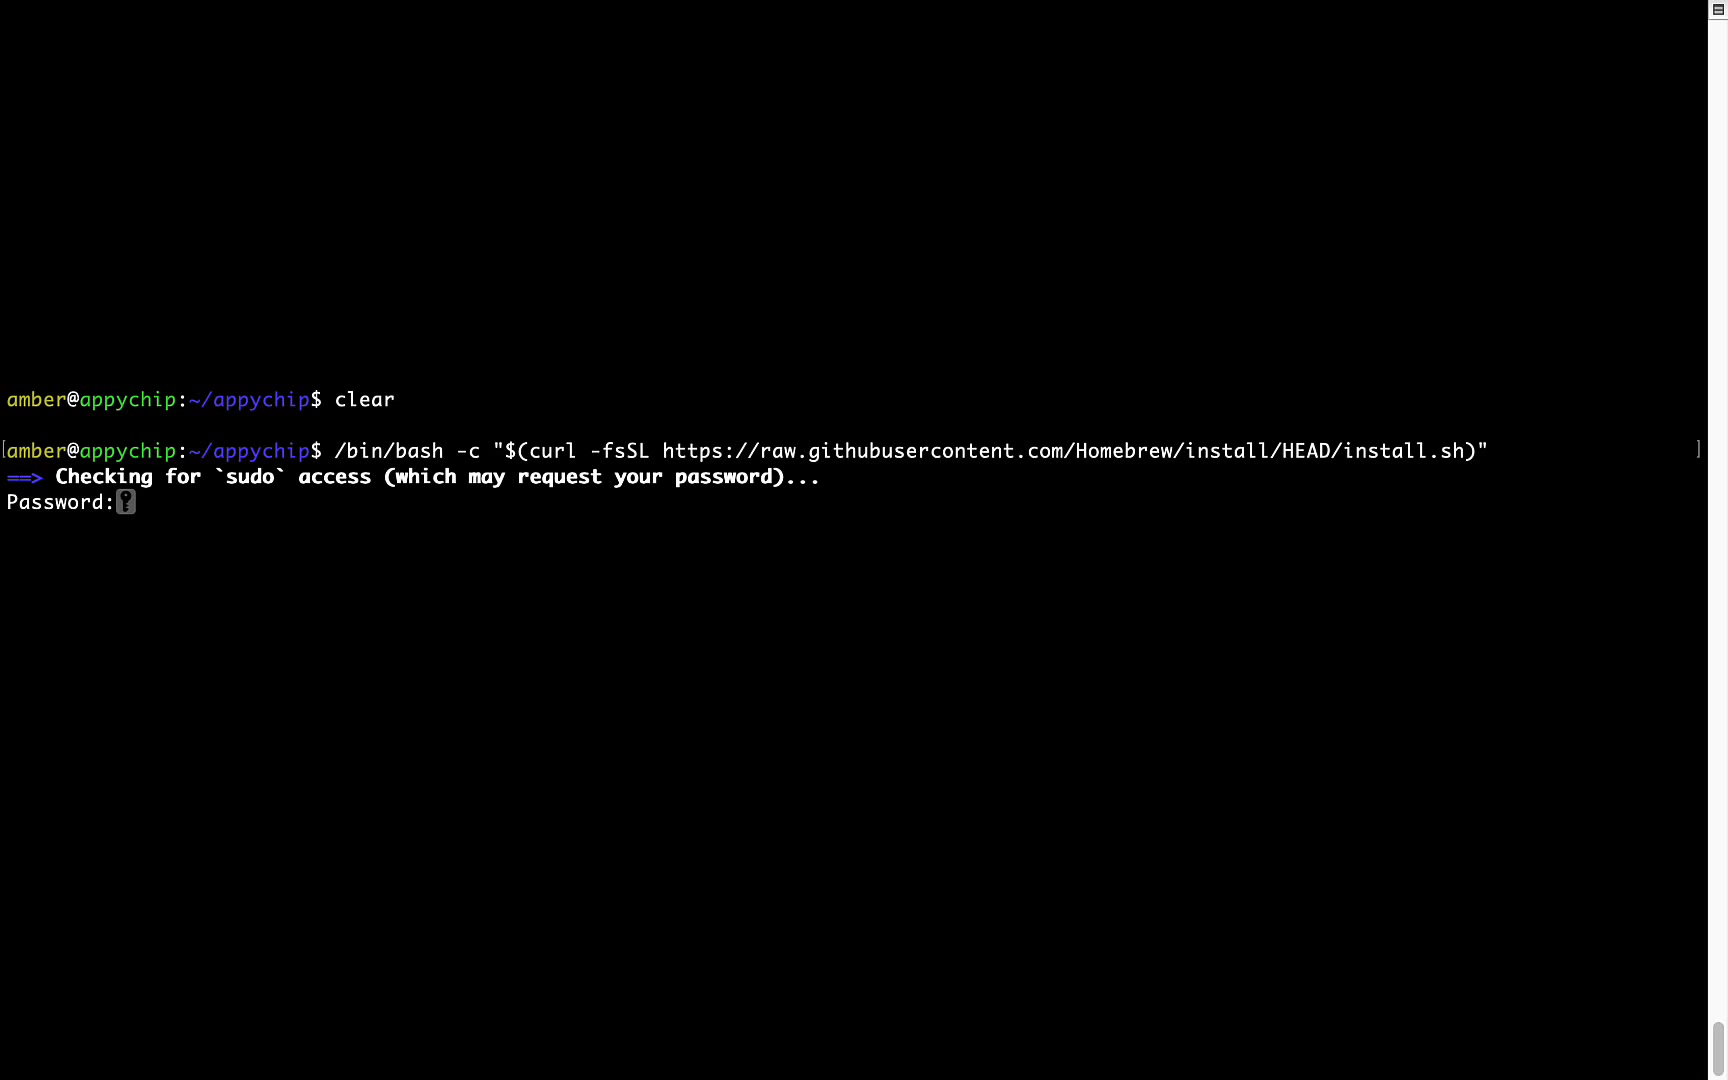 amber@appychip:~/appychip$ clear
[amber@appychip:~/appychip$ /bin/bash -c "$(curl -fsSL https://raw.githubusercontent.com/Homebrew/install/HEAD/install.sh)" ]
==> Checking for `sudo` access (which may request your password)...
Password: